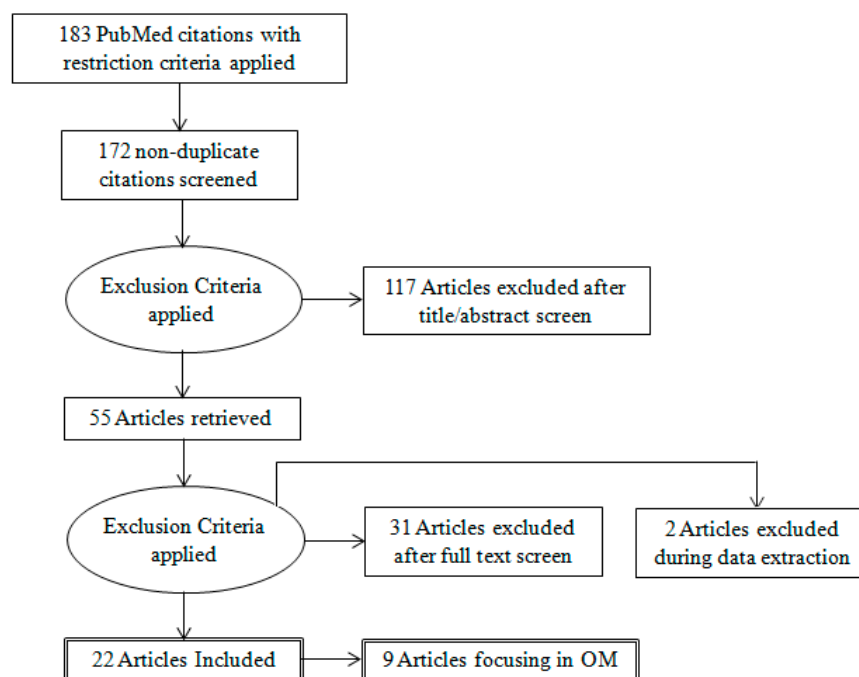 183 PubMed citations with
restriction criteria applied
172 non-duplicate
citations screened
Exclusion Criteria
applied
117 Articles excluded after
title/abstract screen
55 Articles retrieved
Exclusion Criteria
applied
31 Articles excluded
after full text screen
2 Articles excluded
during data extraction
22 Articles Included
9 Articles focusing in OM